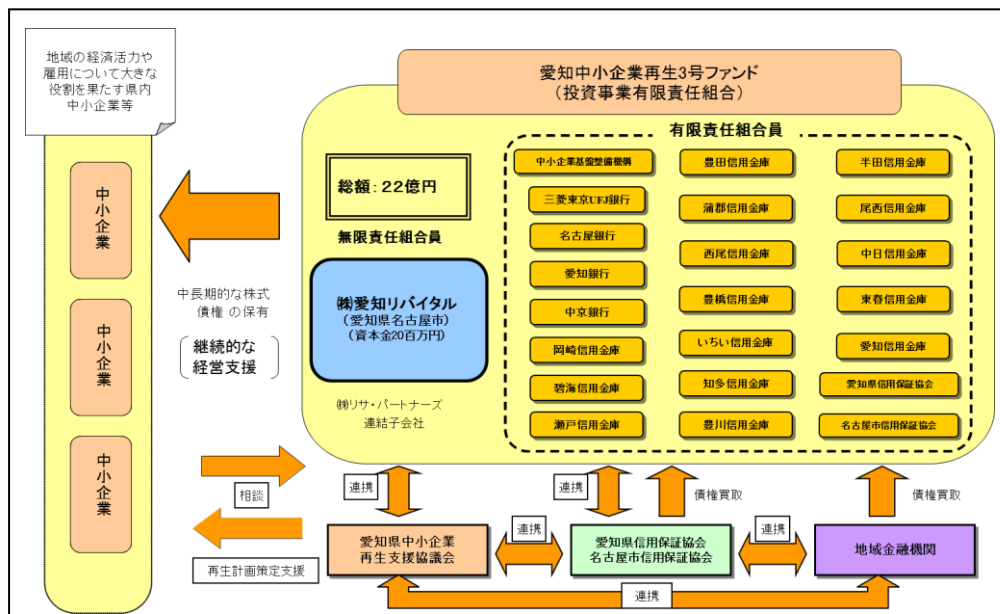 地域の経済活力や
雇用について大きな
役割を果たす県内
中小企業等
中小企業
中小企業
中小企業
愛知中小企業再生3号ファンド
（投資事業有限責任組合）
有限責任組合員
総額：22億円
無限責任組合員
㈱愛知リバイタル
（愛知県名古屋市）
（資本金20百万円）
㈱リサ・パートナーズ
連結子会社
中小企業基盤整備機構
三菱東京UFJ銀行
名古屋銀行
愛知銀行
中京銀行
岡崎信用金庫
碧海信用金庫
瀬戸信用金庫
豊田信用金庫
蒲郡信用金庫
西尾信用金庫
豊橋信用金庫
いちい信用金庫
知多信用金庫
豊川信用金庫
半田信用金庫
尾西信用金庫
中日信用金庫
東春信用金庫
愛知信用金庫
愛知県信用保証協会
名古屋市信用保証協会
中長期的な株式
債権 の保有
継続的な
経営支援
相談
再生計画策定支援
連携
連携
債権買取
債権買取
愛知県中小企業
再生支援協議会
連携
愛知県信用保証協会
名古屋市信用保証協会
連携
地域金融機関
連携